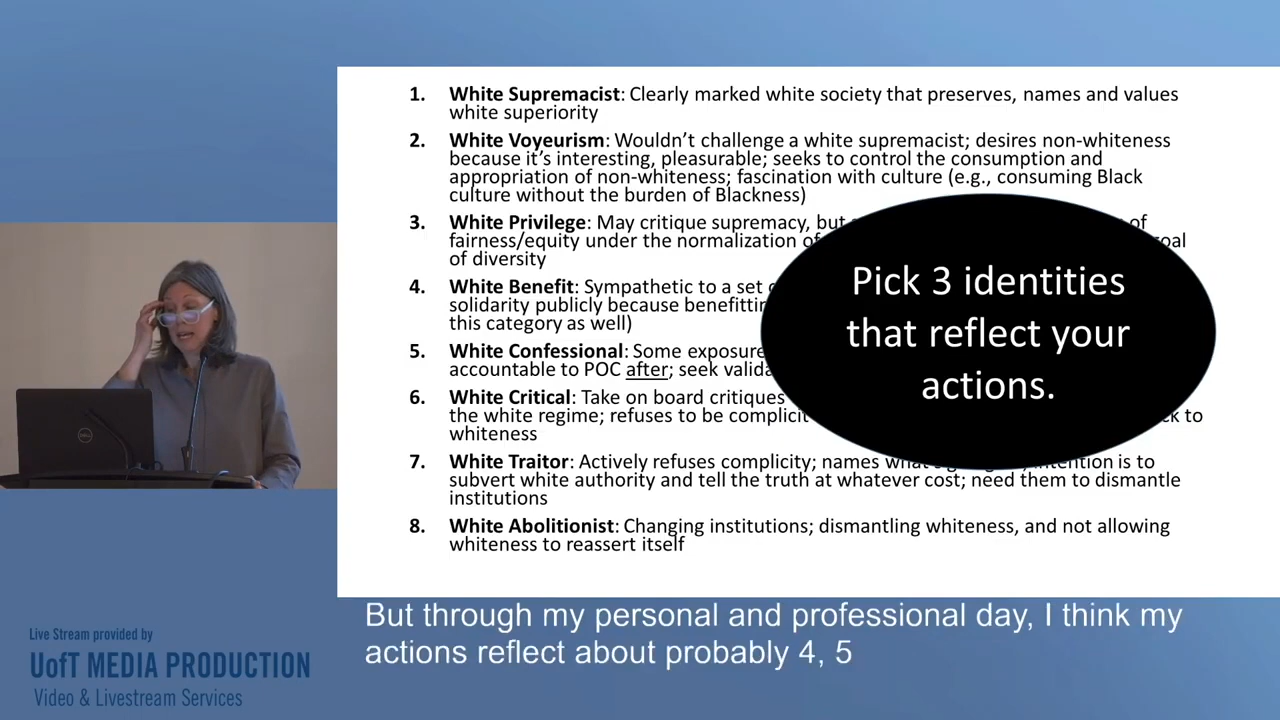 1. White Supremacist: Clearly marked white society that preserves, names and values
white superiority
2. White Voyeurism: Wouldn't challenge a white supremacist; desires non-whiteness
because it's interesting, pleasurable; seeks to control the consumption and
appropriation of non-whiteness; fascination with culture (e.g., consuming Black
culture without the burden of Blackness)
3. White Privilege: May critique supremacy, but of
fairness/equity under the normalization of
of diversity
4. White Benefit: Sympathetic to a set
solidarity publicly because
this category as well)
5. White Confessional: Some
accountable to POC after; seek
6. White Critical: Take on board critiques
the white regime; refuses to be to
whiteness
7. White Traitor: Actively refuses complicity; names is to
subvert white authority and tell the truth at whatever cost; need them to dismantle
institutions
8. White Abolitionist: Changing institutions; dismantling whiteness, and not allowing
whiteness to reassert itself
Pick 3 identities
that reflect your
actions.
DELL
But through my personal and professional day, I think my
actions reflect about probably 4, 5
Live Stream provided by
UofT MEDIA PRODUCTION
Video & Livestream Services